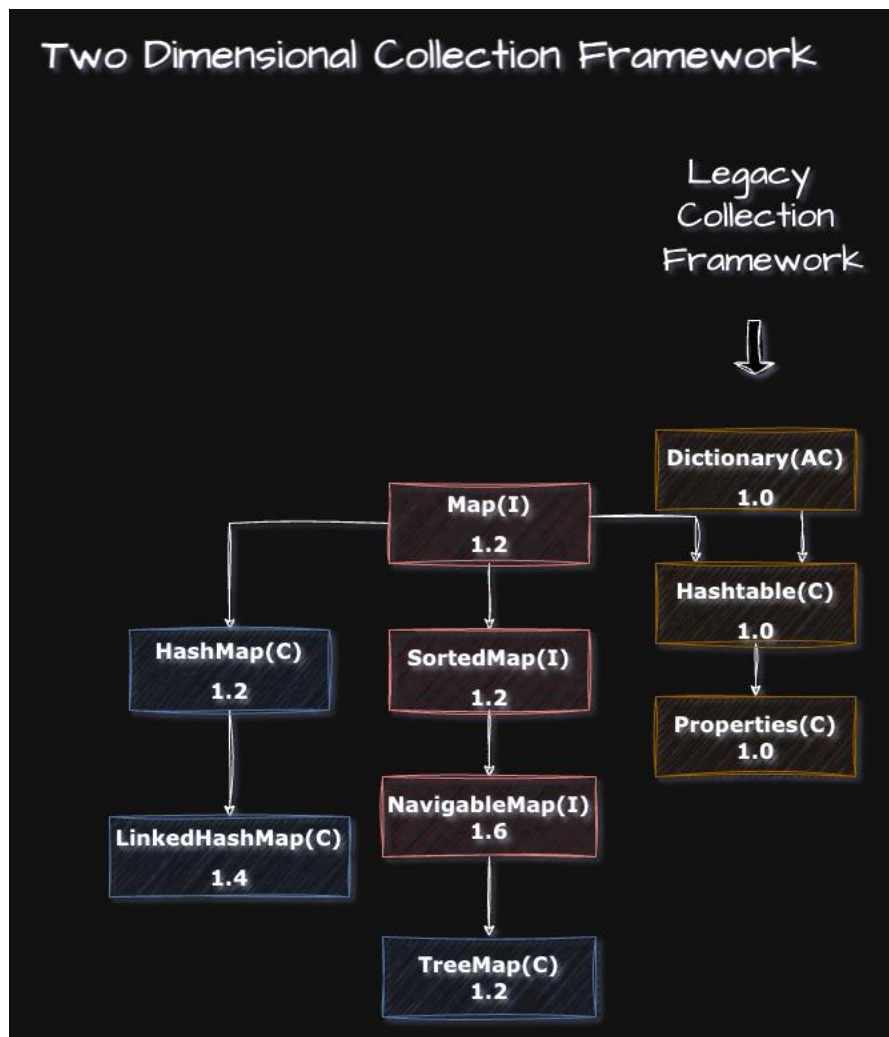 Two Dimensional Collection Framework
Legacy
Collection
Framework
Dictionary(AC)
1.0
Map(I)
1.2
Hashtable(C)
1.0
HashMap(C)
1.2
SortedMap(I)
1.2
Properties(C)
1.0
NavigableMap(I)
1.6
LinkedHashMap(C)
1.4
TreeMap(C)
1.2